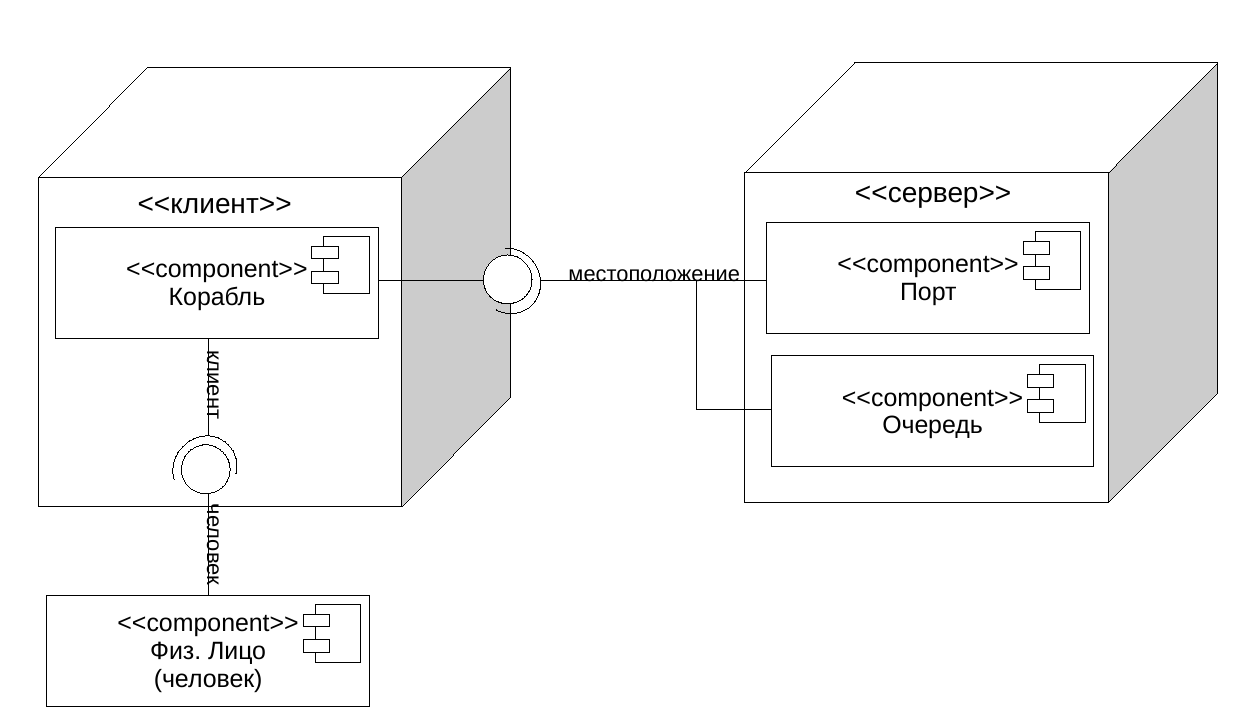 <<клиент>>
<<component>>
Корабль
клиент
человек
<<component>>
Физ. Лицо
(человек)
местоположение
<<сервер>>
<<component>>
Порт
<<component>>
Очередь